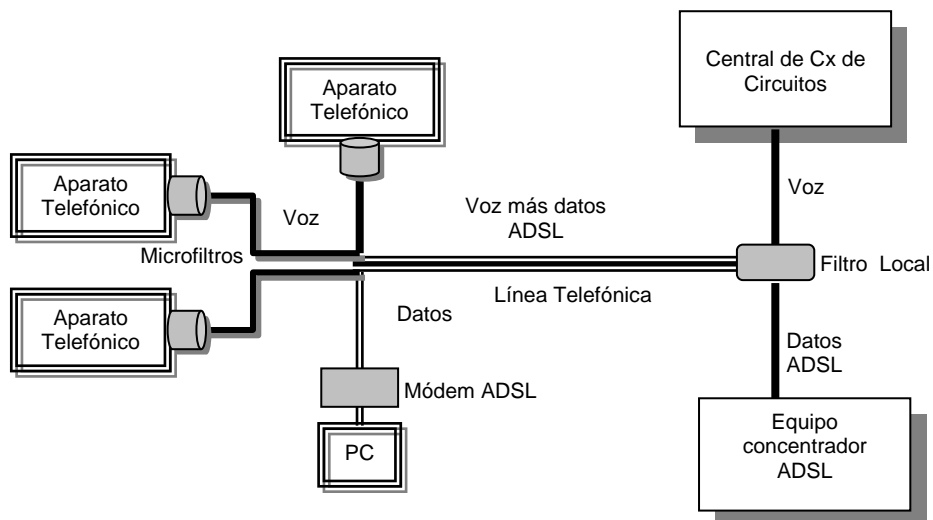 Central de Cx de
Circuitos
Aparato
Telefónico
Aparato
Telefónico
Voz
Voz más datos
ADSL
Voz
Microfiltros
Filtro Local
Línea Telefónica
Datos
Aparato
Telefónico
Datos
ADSL
Módem ADSL
PC
Equipo
concentrador
ADSL